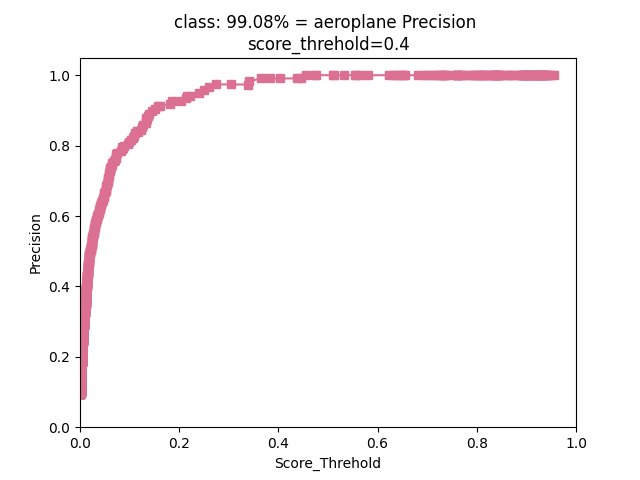 class: 99.08% = aeroplane Precision
score_threhold=0.4
1.0
0.8
0.6
0.4
0.2
0.0
Precision
0.0 0.2 0.4 0.6 0.8 1.0
Score_Threhold